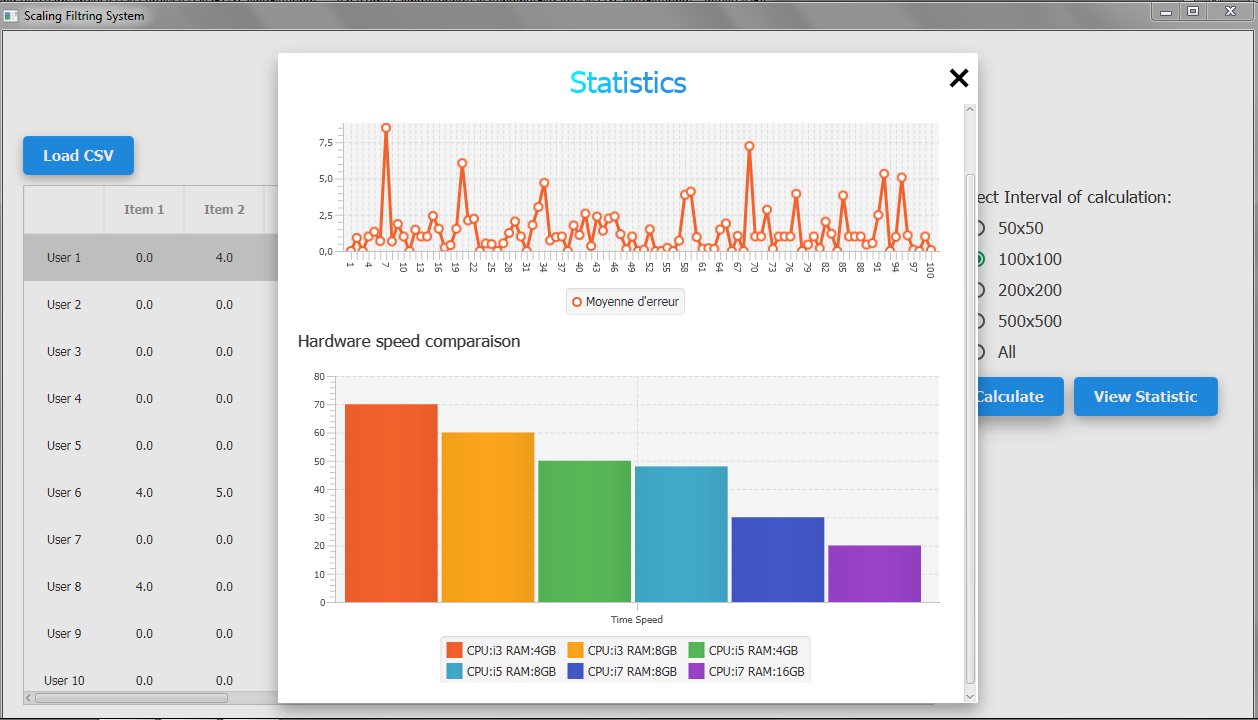 Scaling Filtring System
Statistics
Load CSV
Item 1 Item 2
User 1 0.0 4.0
User 2 0.0 0.0
User 3 0.0 0.0
User 4 0.0 0.0
User 5 0.0 0.0
User 6 4.0 5.0
User 7 0.0 0.0
User 8 4.0 0.0
User 9 0.0 0.0
User 10 0.0 0.0
7,5
5,0
2,5
0,0
1 4 7 10 13 16 19 22 25 28 31 34 37 40 43 46 49 52 55 58 61 64 67 70 73 76 79 82 85 88 91 94 97 100
Moyenne d'erreur
Hardware speed comparaison
80
70
60
50
40
30
20
10
0
Time Speed
CPU:i3 RAM:4GB CPU:i3 RAM:8GB CPU:i5 RAM:4GB
CPU:i5 RAM:8GB CPU:i7 RAM:8GB CPU:i7 RAM:16GB
ect Interval of calculation:
50x50
100x100
200x200
500x500
All
Calculate View Statistic